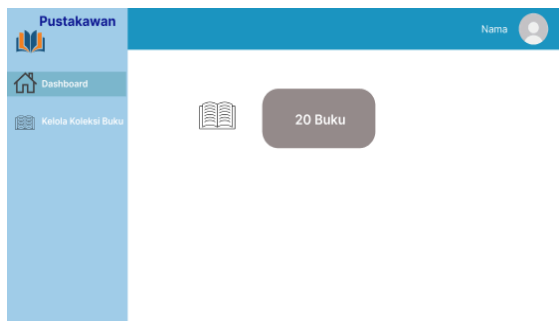 Pustakawan
Nama
Dashboard
Kelola Koleksi Buku
20 Buku